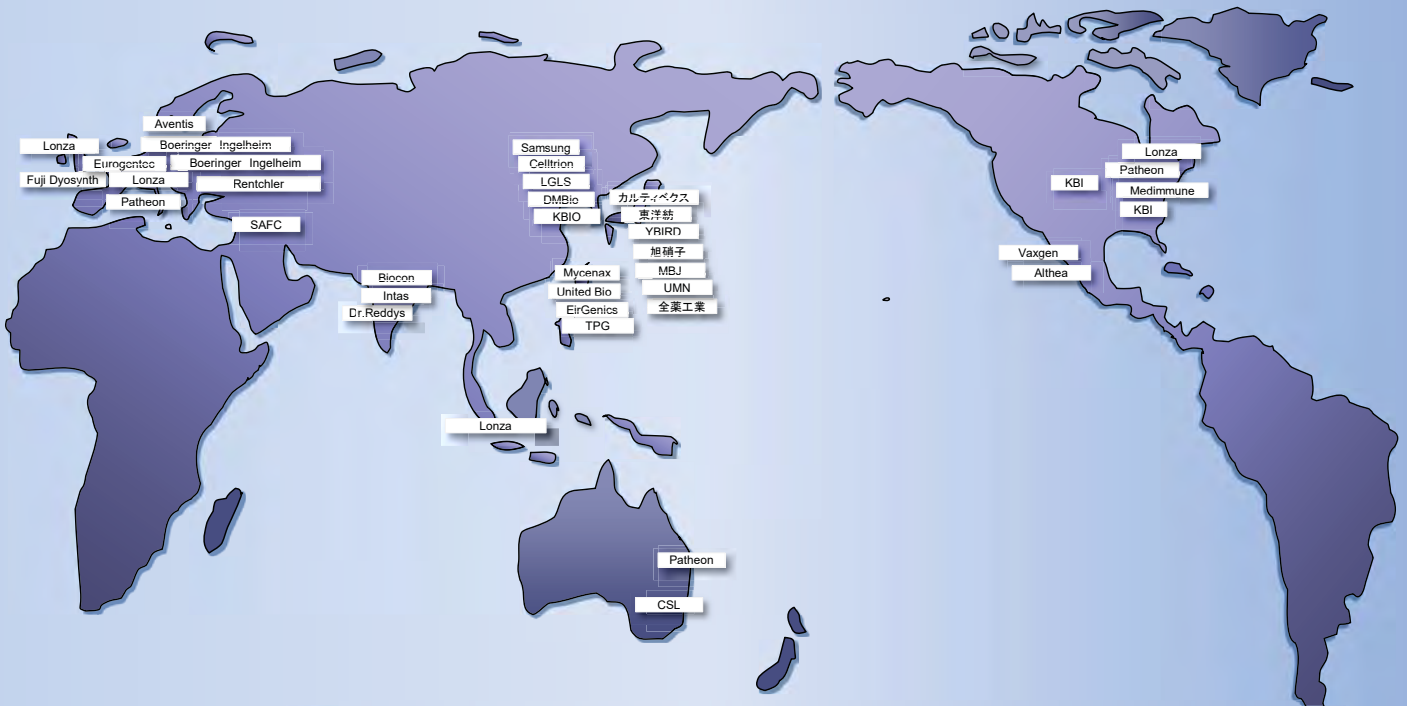 Aventis
Lonza
Boeringer Ingelheim
Eurogentec
Boeringer Ingelheim
Fuji Dyosynth
Lonza
Rentchler
Patheon
SAFC
Samsung
Celltrion
LGLS
DMBio
KBIO
カルティベクス
東洋紡
YBIRD
旭硝子
MBJ
UMN
全薬工業
Biocon
Intas
Dr.Reddys
Mycenax
United Bio
EirGenics
TPG
Lonza
Patheon
CSL
Lonza
Patheon
KBI
Medimmune
KBI
Vaxgen
Althea